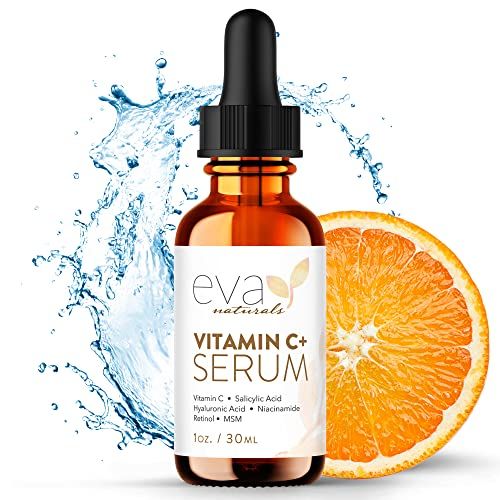 eva
naturals
VITAMIN C+
SERUM
Vitamin C • Salicylic Acid
Hyaluronic Acid • Niacinamide
Retinol • MSM
1oz. / 30ML